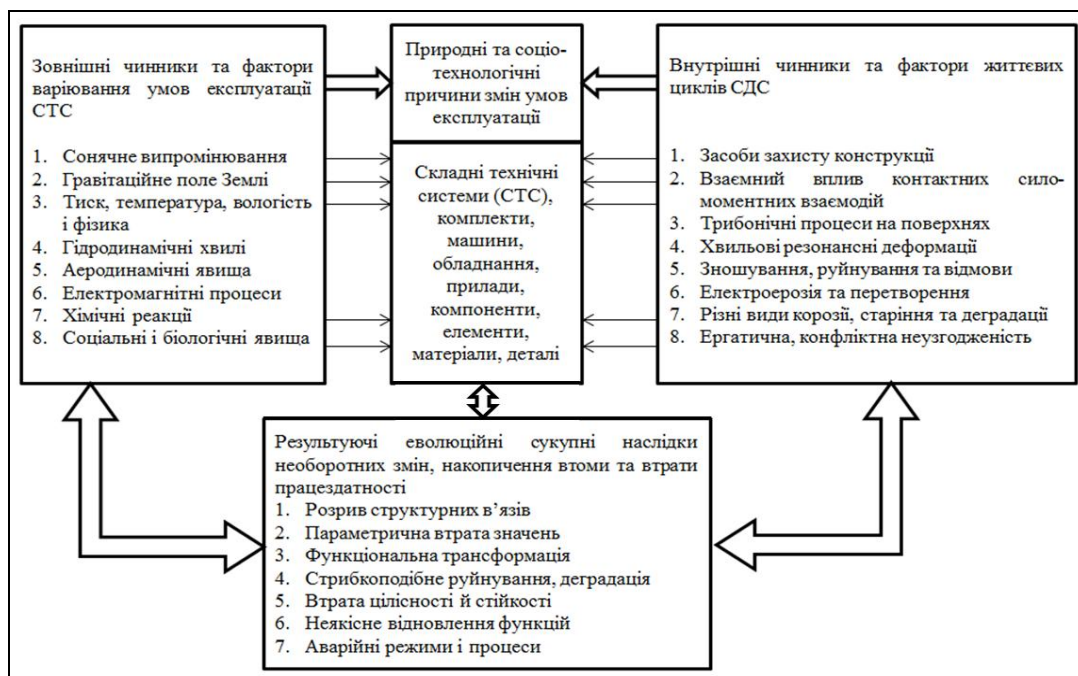 Зовнішні чинники та фактори
варіювання умов експлуатації
СТС
1. Сонячне випромінювання
2. Гравітаційне поле Землі
3. Тиск, температура, вологість
і фізика
4. Гідродинамічні хвилі
5. Аеродинамічні явища
6. Електромагнітні процеси
7. Хімічні реакції
8. Соціальні і біологічні явища
Природні та соціо-
технологічні
причини змін умов
експлуатації
Складні технічні
системи (СТС),
комплекти,
машини,
обладнання,
прилади,
компоненти,
елементи,
матеріали, деталі
Внутрішні чинники та фактори життєвих
циклів СДС
1. Засоби захисту конструкції
2. Взаємний вплив контактних сило-
моментних взаємодій
3. Трибонічні процеси на поверхнях
4. Хвильові резонансні деформації
5. Зношування, руйнування та відмови
6. Електроерозія та перетворення
7. Різні види корозії, старіння та деградації
8. Ергатична, конфліктна неузгодженість
Результуючі еволюційні сукупні наслідки
необоротних змін, накопичення втоми та втрати
працездатності
1. Розрив структурних в’язів
2. Параметрична втрата значень
3. Функціональна трансформація
4. Стрибкоподібне руйнування, деградація
5. Втрата цілісності й стійкості
6. Неякісне відновлення функцій
7. Аварійні режими і процеси